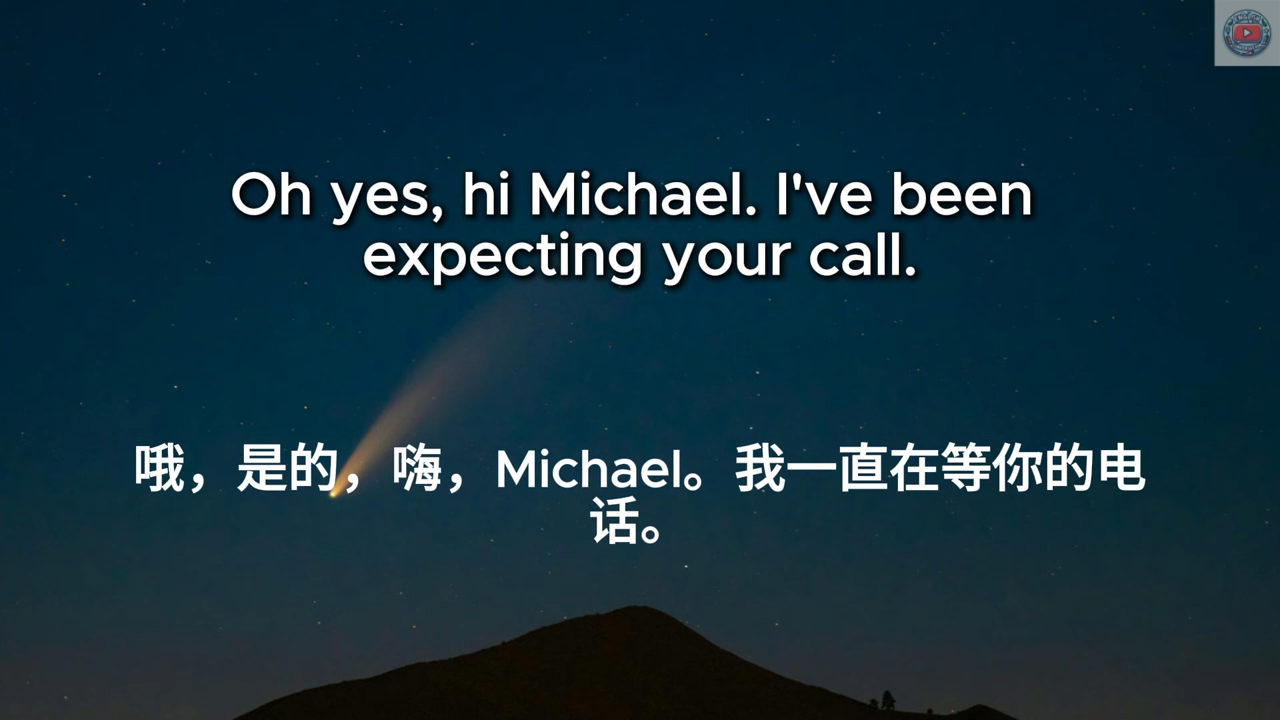 Oh yes, hi Michael. I've been
expecting your call.
哦，是的，嗨，Michael。我一直在等你的电
话。